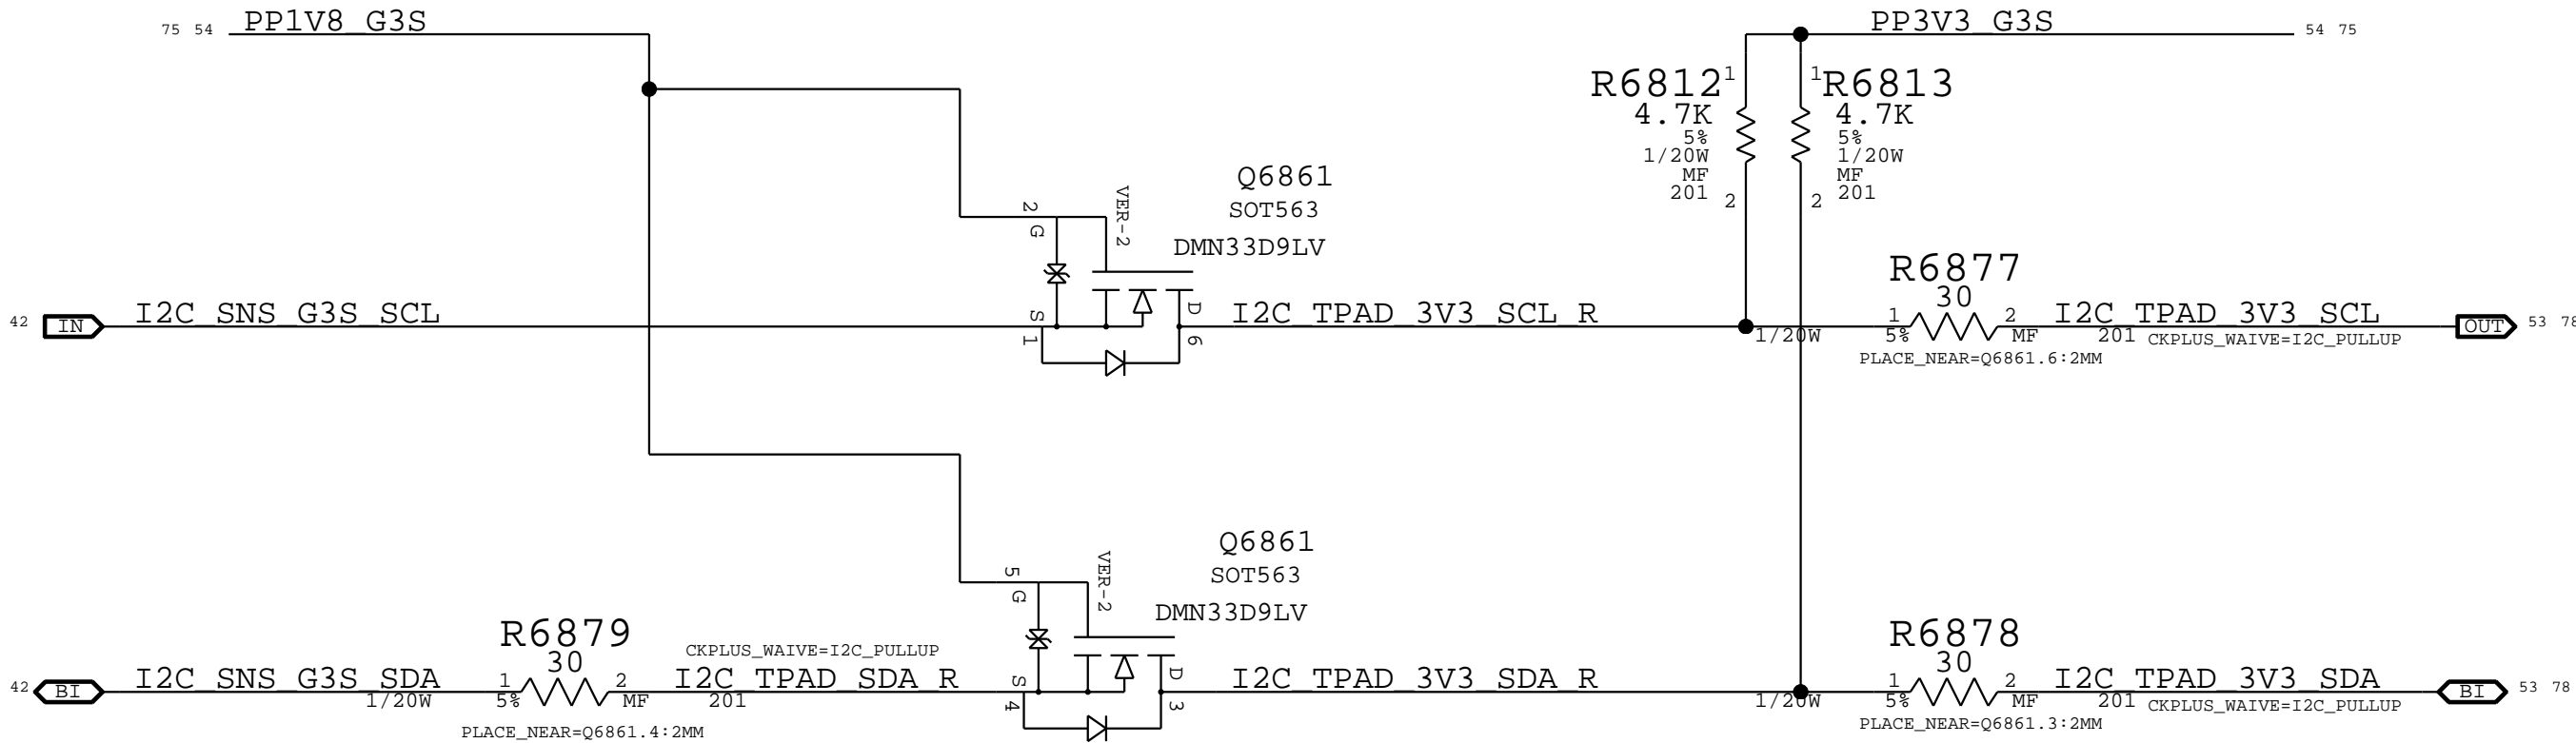 75 54 PP1V8_G3S
PP3V3_G3S 54 75
R6812 1
4.7K
5%
1/20W
MF
201
2
1 R6813
4.7K
5%
1/20W
MF
201
2
Q6861
SOT563
DMN33D9LV
VER-2
2
G
S
1
D
6
42 IN I2C_SNS_G3S_SCL
I2C_TPAD_3V3_SCL_R
R6877
30
1 2
1/20W 5% MF 201
PLACE_NEAR=Q6861.6:2MM
I2C_TPAD_3V3_SCL
CKPLUS_WAIVE=I2C_PULLUP
OUT 53 78
Q6861
SOT563
DMN33D9LV
VER-2
5
G
S
4
D
3
42 BI I2C_SNS_G3S_SDA
R6879
30
1 2
1/20W 5% MF 201
PLACE_NEAR=Q6861.4:2MM
CKPLUS_WAIVE=I2C_PULLUP
I2C_TPAD_SDA_R
I2C_TPAD_3V3_SDA_R
R6878
30
1 2
1/20W 5% MF 201
PLACE_NEAR=Q6861.3:2MM
I2C_TPAD_3V3_SDA
CKPLUS_WAIVE=I2C_PULLUP
BI 53 78